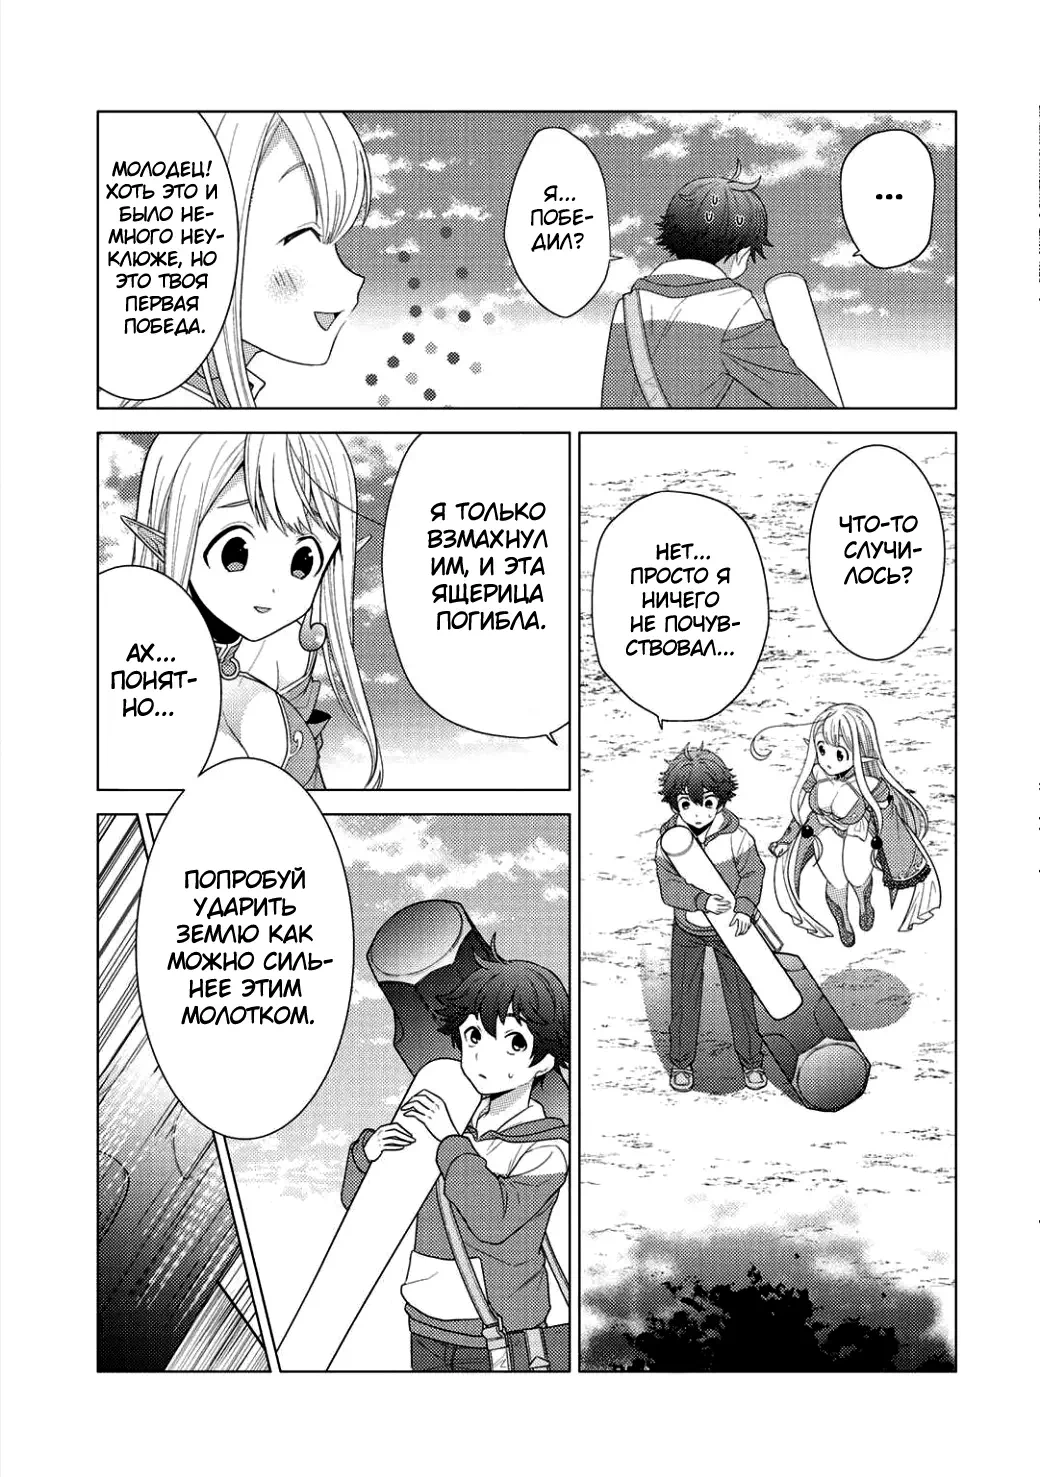 ...
Я...
ПОБЕ-
ДИЛ?
МОЛОДЕЦ!
ХОТЬ ЭТО И
БЫЛО НЕ-
МНОГО НЕУ-
КЛЮЖЕ, НО
ЭТО ТВОЯ
ПЕРВАЯ
ПОБЕДА.
ЧТО-ТО
СЛУЧИ-
ЛОСЬ?
НЕТ...
ПРОСТО Я
НИЧЕГО
НЕ ПОЧУВ-
СТВОВАЛ...
Я ТОЛЬКО
ВЗМАХНУЛ
ИМ, И ЭТА
ЯЩЕРИЦА
ПОГИБЛА.
АХ...
ПОНЯТ-
НО...
ПОПРОБУЙ
УДАРИТЬ
ЗЕМЛЮ КАК
МОЖНО СИЛЬ-
НЕЕ ЭТИМ
МОЛОТКОМ.